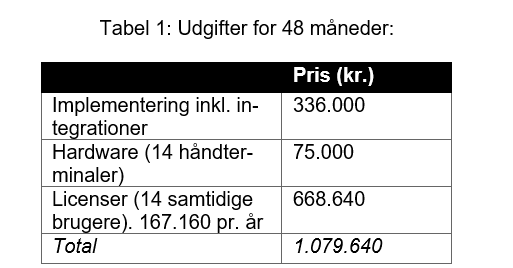 Tabel 1: Udgifter for 48 måneder:
Pris (kr.)
Implementering inkl. in- 336.000
tegrationer
Hardware (14 håndter- 75.000
minaler)
Licenser (14 samtidige 668.640
brugere). 167.160 pr. år
Total 1.079.640